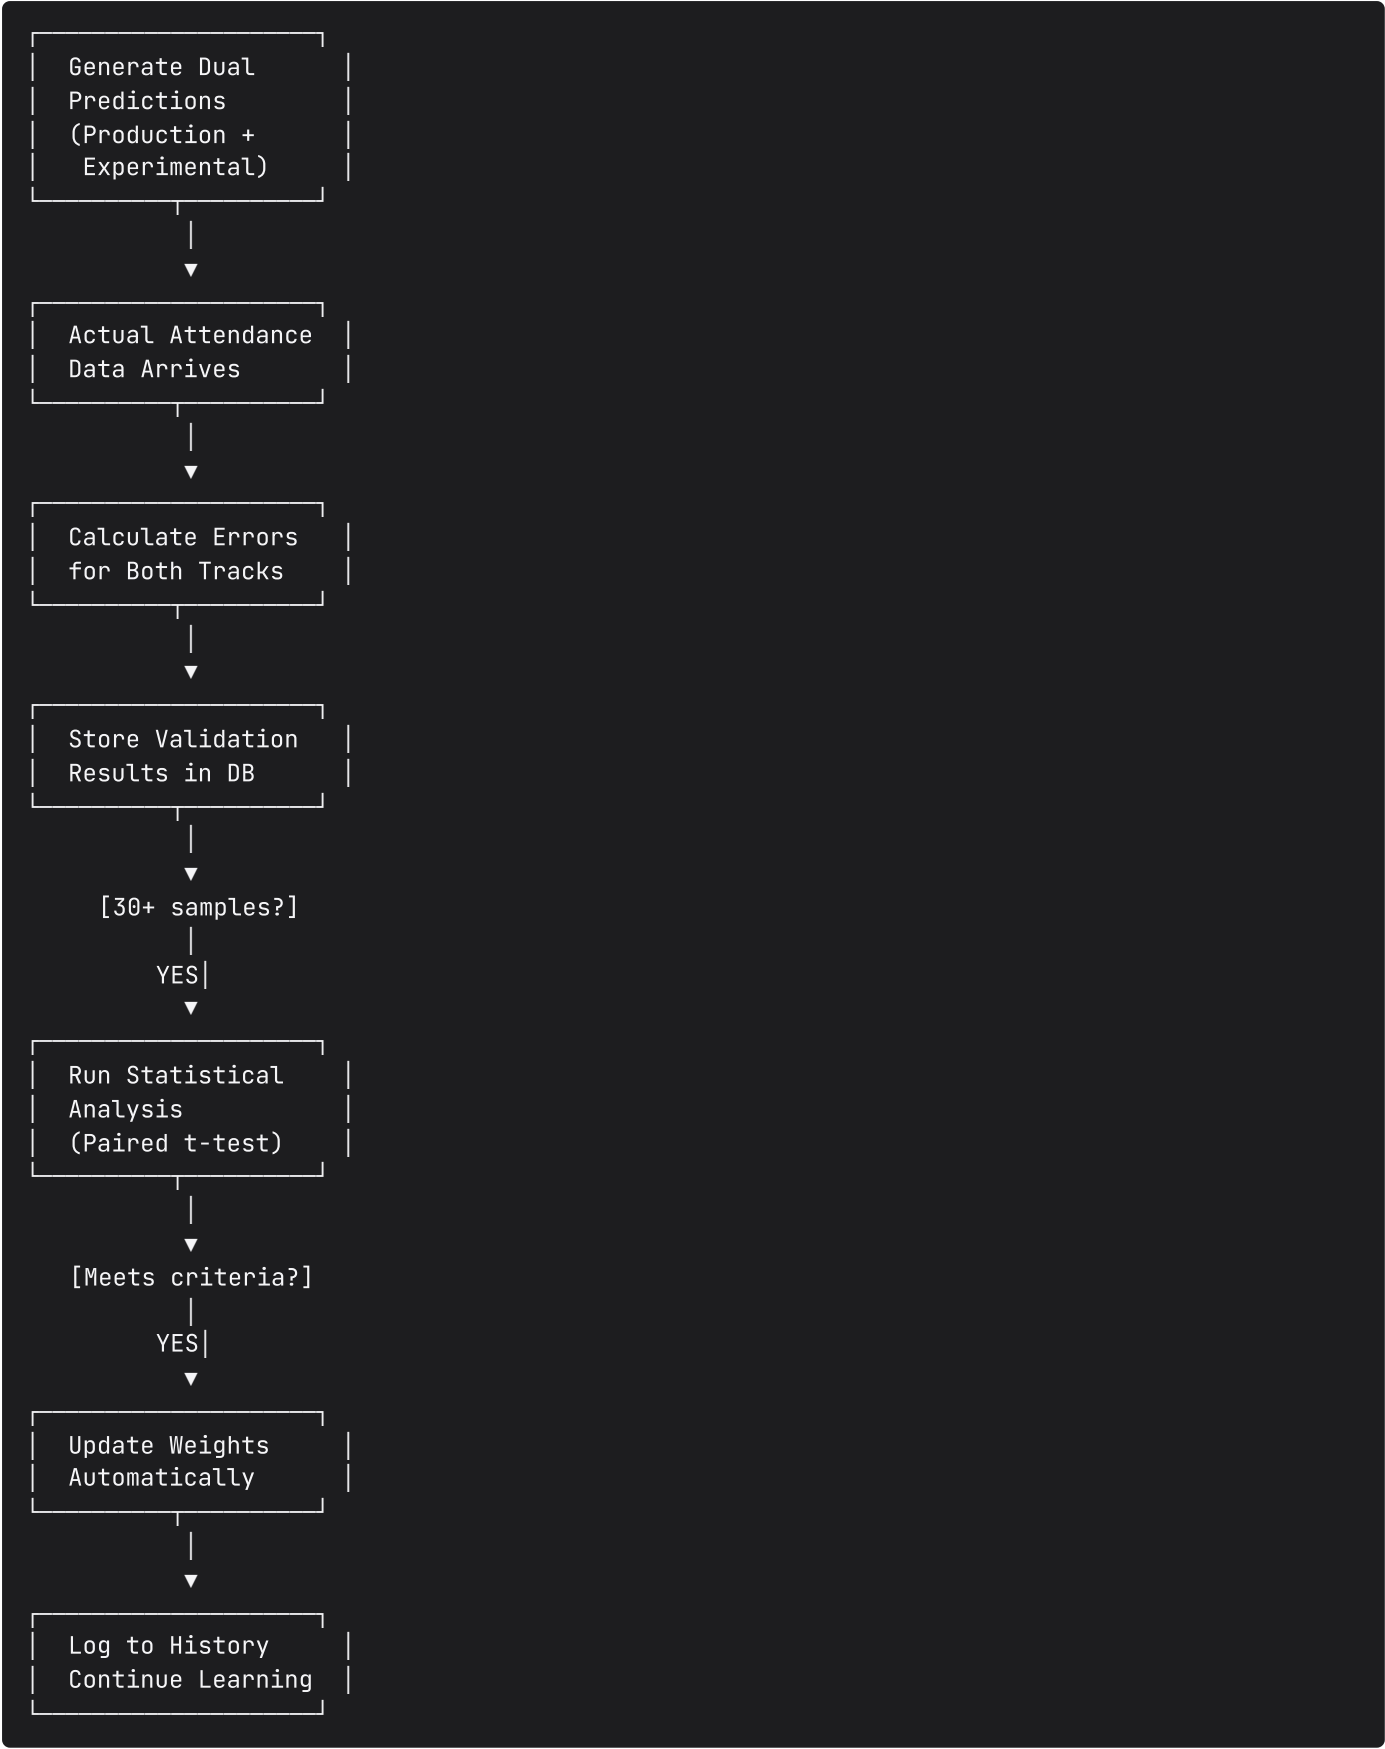 Generate Dual
Predictions
(Production +
Experimental)
Actual Attendance
Data Arrives
Calculate Errors
for Both Tracks
Store Validation
Results in DB
[30+ samples?]
YES
Run Statistical
Analysis
(Paired t-test)
[Meets criteria?]
YES
Update Weights
Automatically
Log to History
Continue Learning